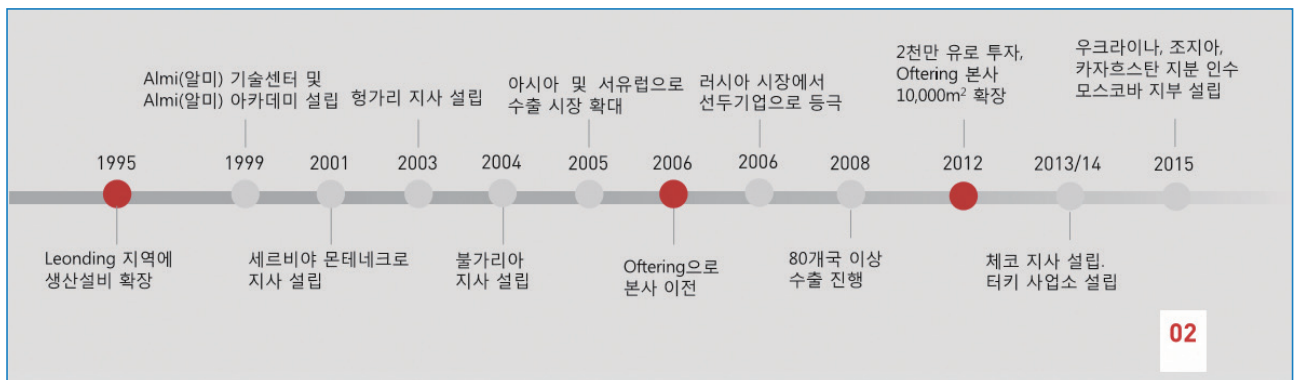 Almi(알미) 기술센터 및
Almi(알미) 아카데미 설립
헝가리 지사 설립
아시아 및 서유럽으로
수출 시장 확대
러시아 시장에서
선두기업으로 등극
2천만 유로 투자,
Oftering 본사
10,000m² 확장
우크라이나, 조지아,
카자흐스탄 지분 인수
모스코바 지부 설립
1995
1999
2001
2003
2004
2005
2006
2006
2008
2012
2013/14
2015
Leonding 지역에
생산설비 확장
세르비야 몬테네크로
지사 설립
불가리아
지사 설립
Oftering으로
본사 이전
80개국 이상
수출 진행
체코 지사 설립.
터키 사업소 설립
02